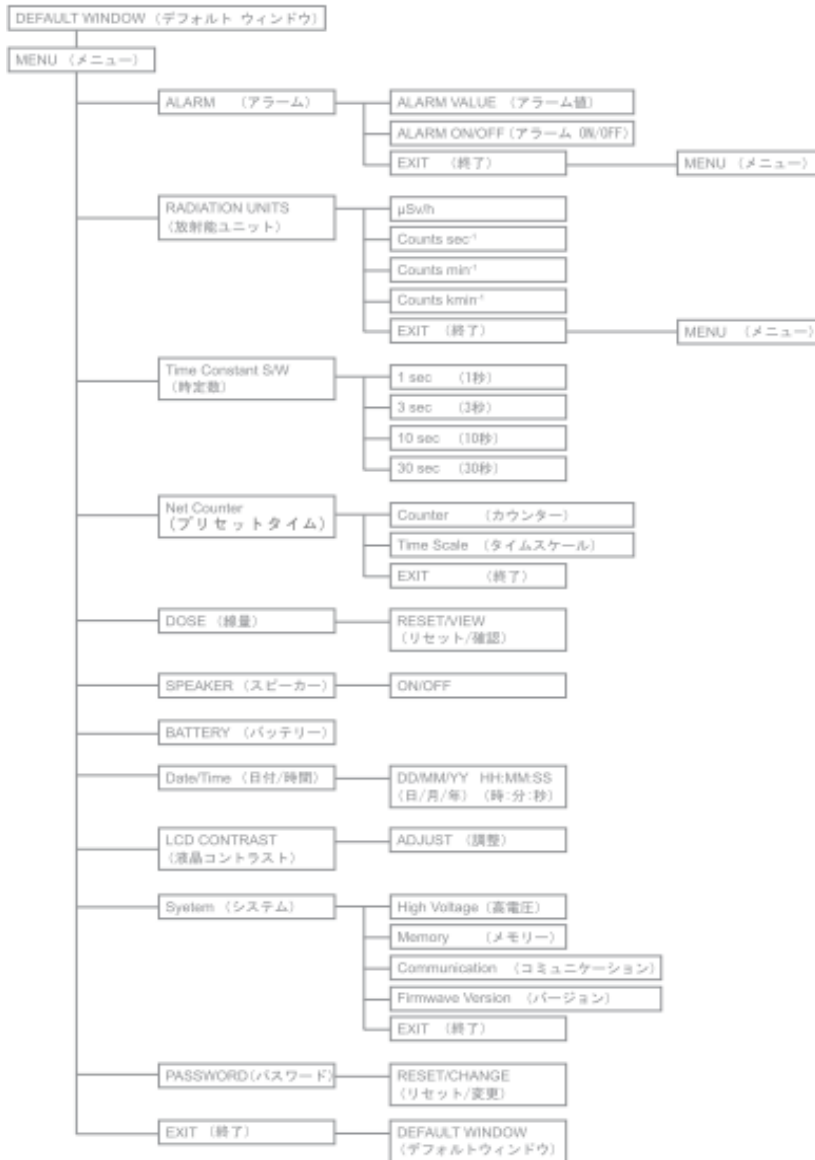 DEFAULT WINDOW (デフォルト ウィンドウ)
MENU (メニュー)
ALARM (アラーム)
ALARM VALUE (アラーム値)
ALARM ON/OFF (アラーム ON/OFF)
EXIT (終了)
MENU (メニュー)
RADIATION UNITS
(放射能ユニット)
μSv/h
Counts sec⁻¹
Counts min⁻¹
Counts kmin⁻¹
EXIT (終了)
MENU (メニュー)
Time Constant S/W
(時定数)
1 sec (1秒)
3 sec (3秒)
10 sec (10秒)
30 sec (30秒)
Net Counter
(プリセットタイム)
Counter (カウンター)
Time Scale (タイムスケール)
EXIT (終了)
DOSE (線量)
RESET/VIEW
(リセット/確認)
SPEAKER (スピーカー)
ON/OFF
BATTERY (バッテリー)
Date/Time (日付/時間)
DD/MM/YY HH:MM:SS
(日/月/年) (時:分:秒)
LCD CONTRAST
(液晶コントラスト)
ADJUST (調整)
System (システム)
High Voltage (高電圧)
Memory (メモリー)
Communication (コミュニケーション)
Firmwave Version (バージョン)
EXIT (終了)
PASSWORD (パスワード)
RESET/CHANGE
(リセット/変更)
EXIT (終了)
DEFAULT WINDOW
(デフォルトウィンドウ)